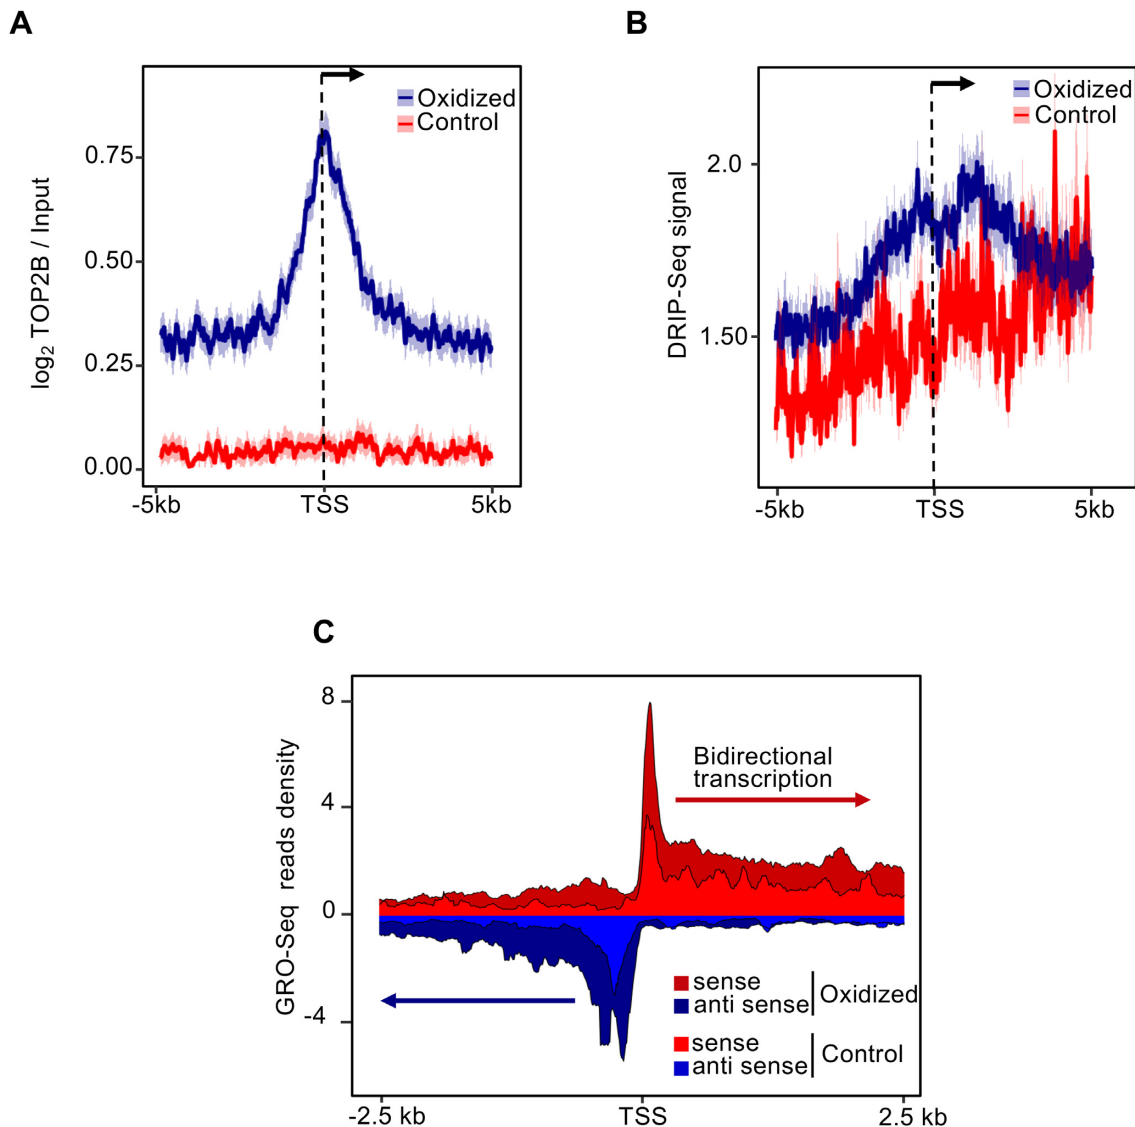 A
Oxidized
Control
log2 TOP2B / Input
0.75
0.50
0.25
0.00
-5kb
TSS
5kb
B
Oxidized
Control
DRIP-Seq signal
2.0
1.50
-5kb
TSS
5kb
C
GRO-Seq reads density
8
4
0
-4
Bidirectional
transcription
sense
anti sense
Oxidized
sense
anti sense
Control
-2.5 kb
TSS
2.5 kb